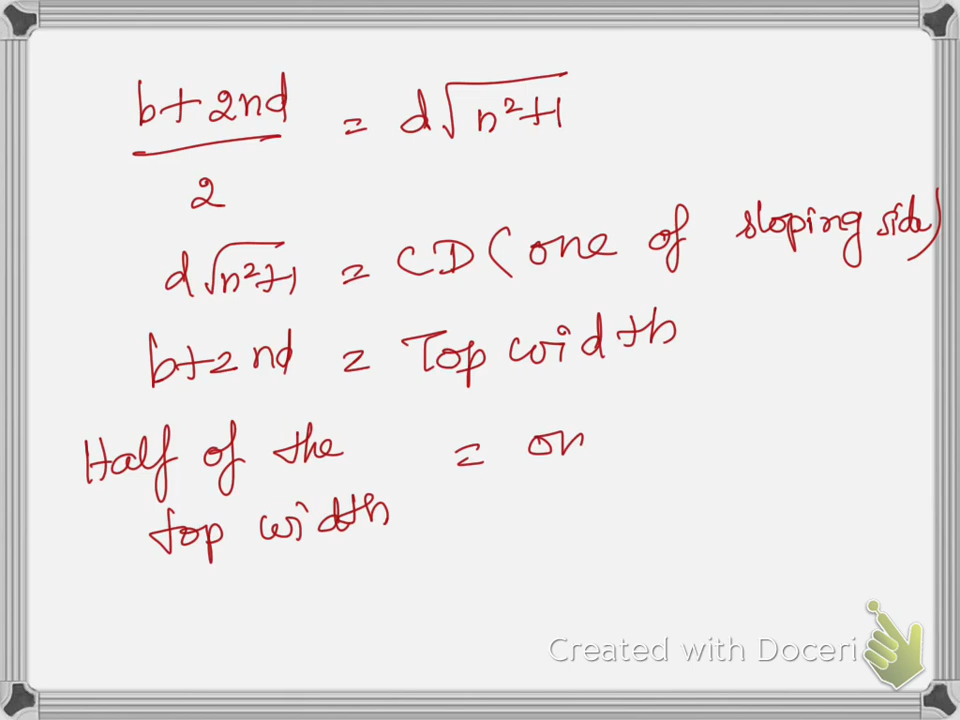 b+2nd / 2 = d√n²+1
d√n²+1 = CD (one of sloping side)
b+2nd = Top width
Half of the = on
top width
Created with Doceri